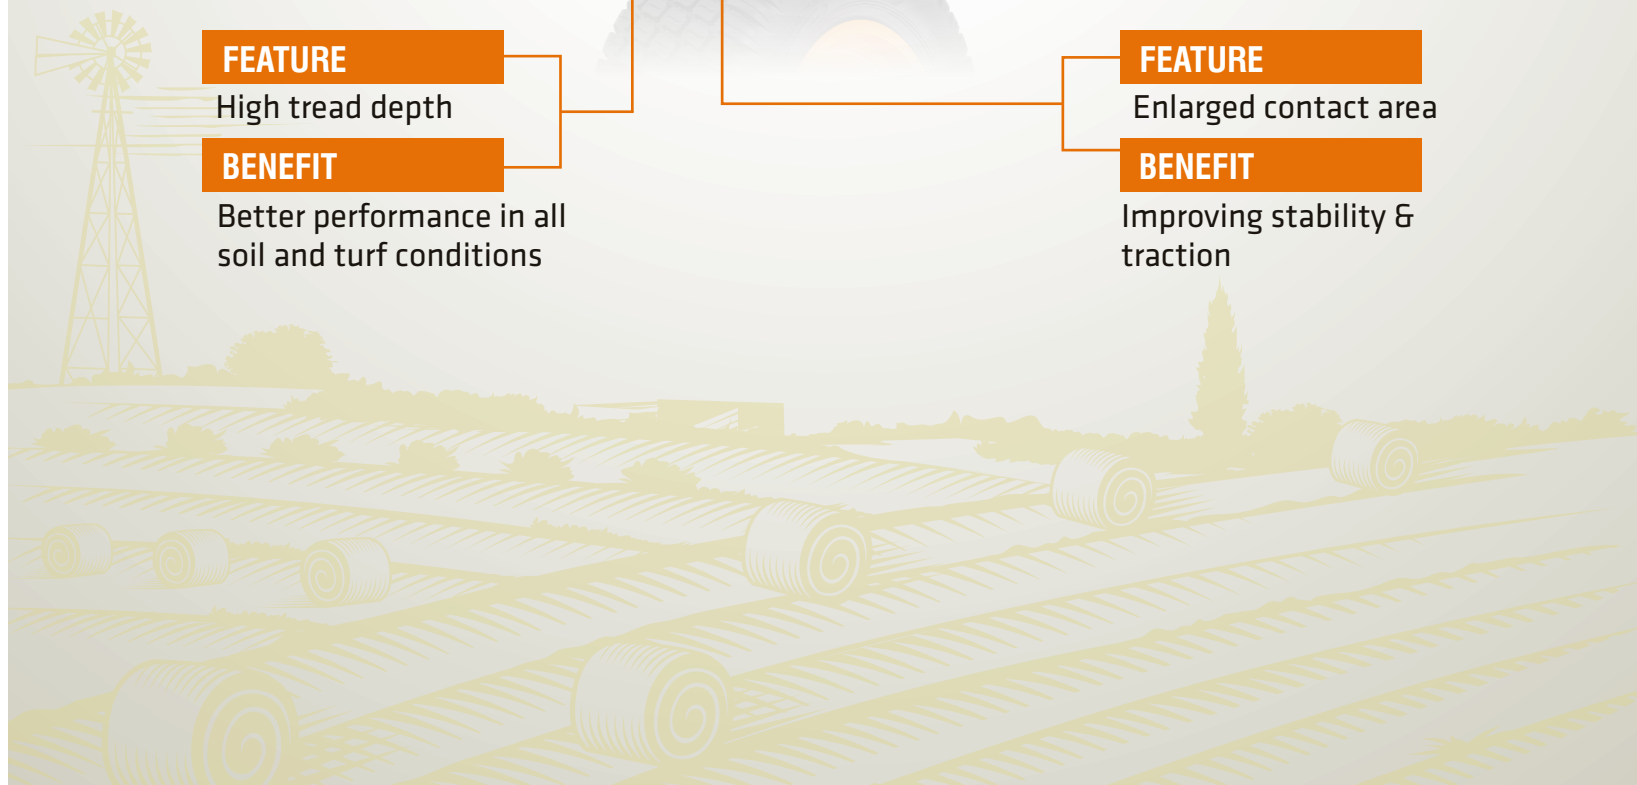 FEATURE
High tread depth
BENEFIT
Better performance in all
soil and turf conditions
FEATURE
Enlarged contact area
BENEFIT
Improving stability &
traction